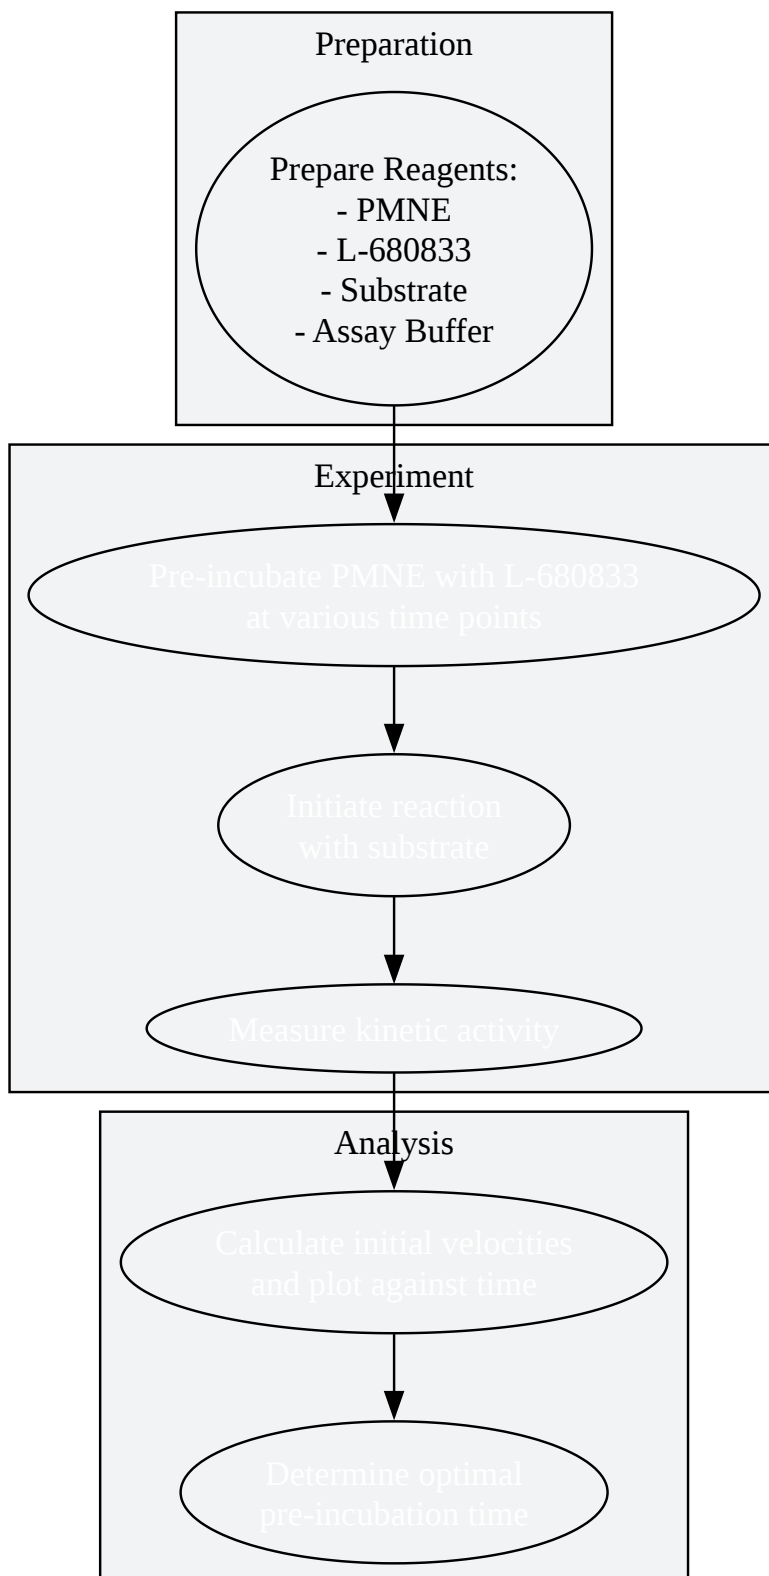 Preparation
Prepare Reagents:
- PMNE
- L-680833
- Substrate
- Assay Buffer
Experiment
Pre-incubate PMNE with L-680833
at various time points
Initiate reaction
with substrate
Measure kinetic activity
Analysis
Calculate initial velocities
and plot against time
Determine optimal
pre-incubation time